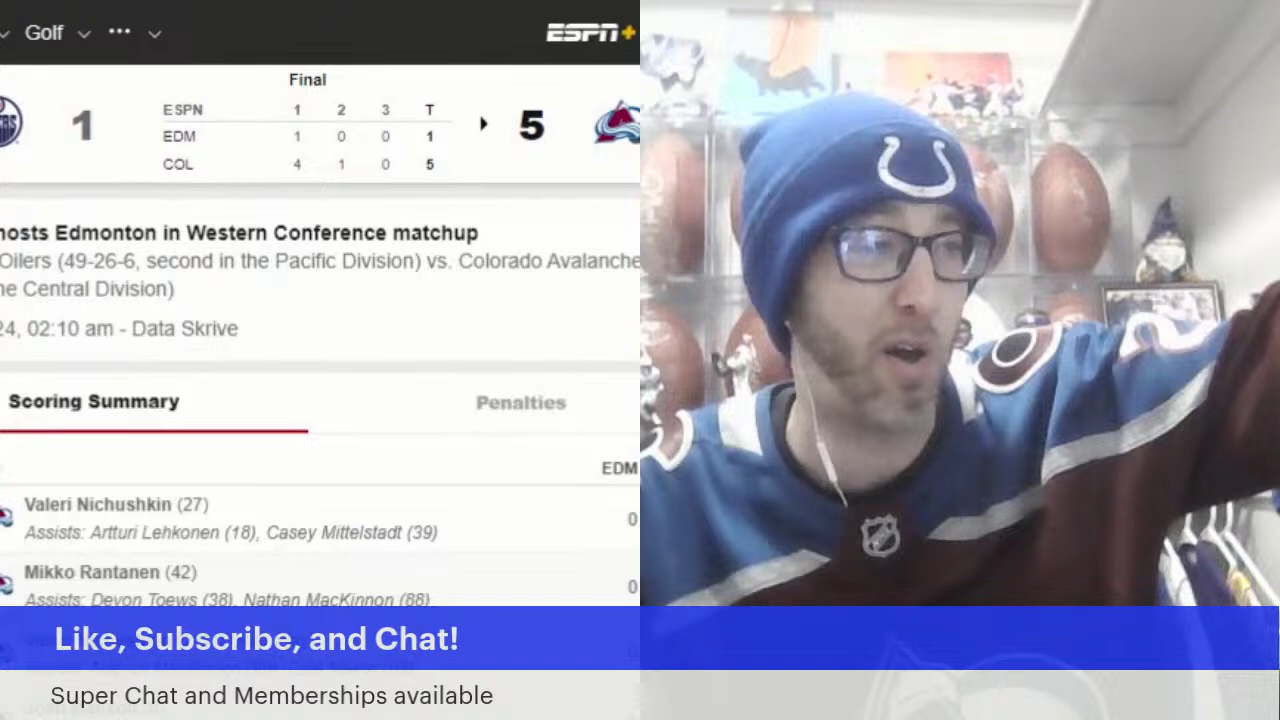 Golf ...
ESPN+
Final
1 ESPN 1 2 3 T 5
EDM 1 0 0 1
COL 4 1 0 5
hosts Edmonton in Western Conference matchup
Oilers (49-26-6, second in the Pacific Division) vs. Colorado Avalanche
he Central Division)
24, 02:10 am - Data Skrive
Scoring Summary Penalties
EDM
Valeri Nichushkin (27) 0
Assists: Artturi Lehkonen (18), Casey Mittelstadt (39)
Mikko Rantanen (42) 0
Assists: Devon Toews (38), Nathan MacKinnon (88)
Like, Subscribe, and Chat!
Super Chat and Memberships available
NHL